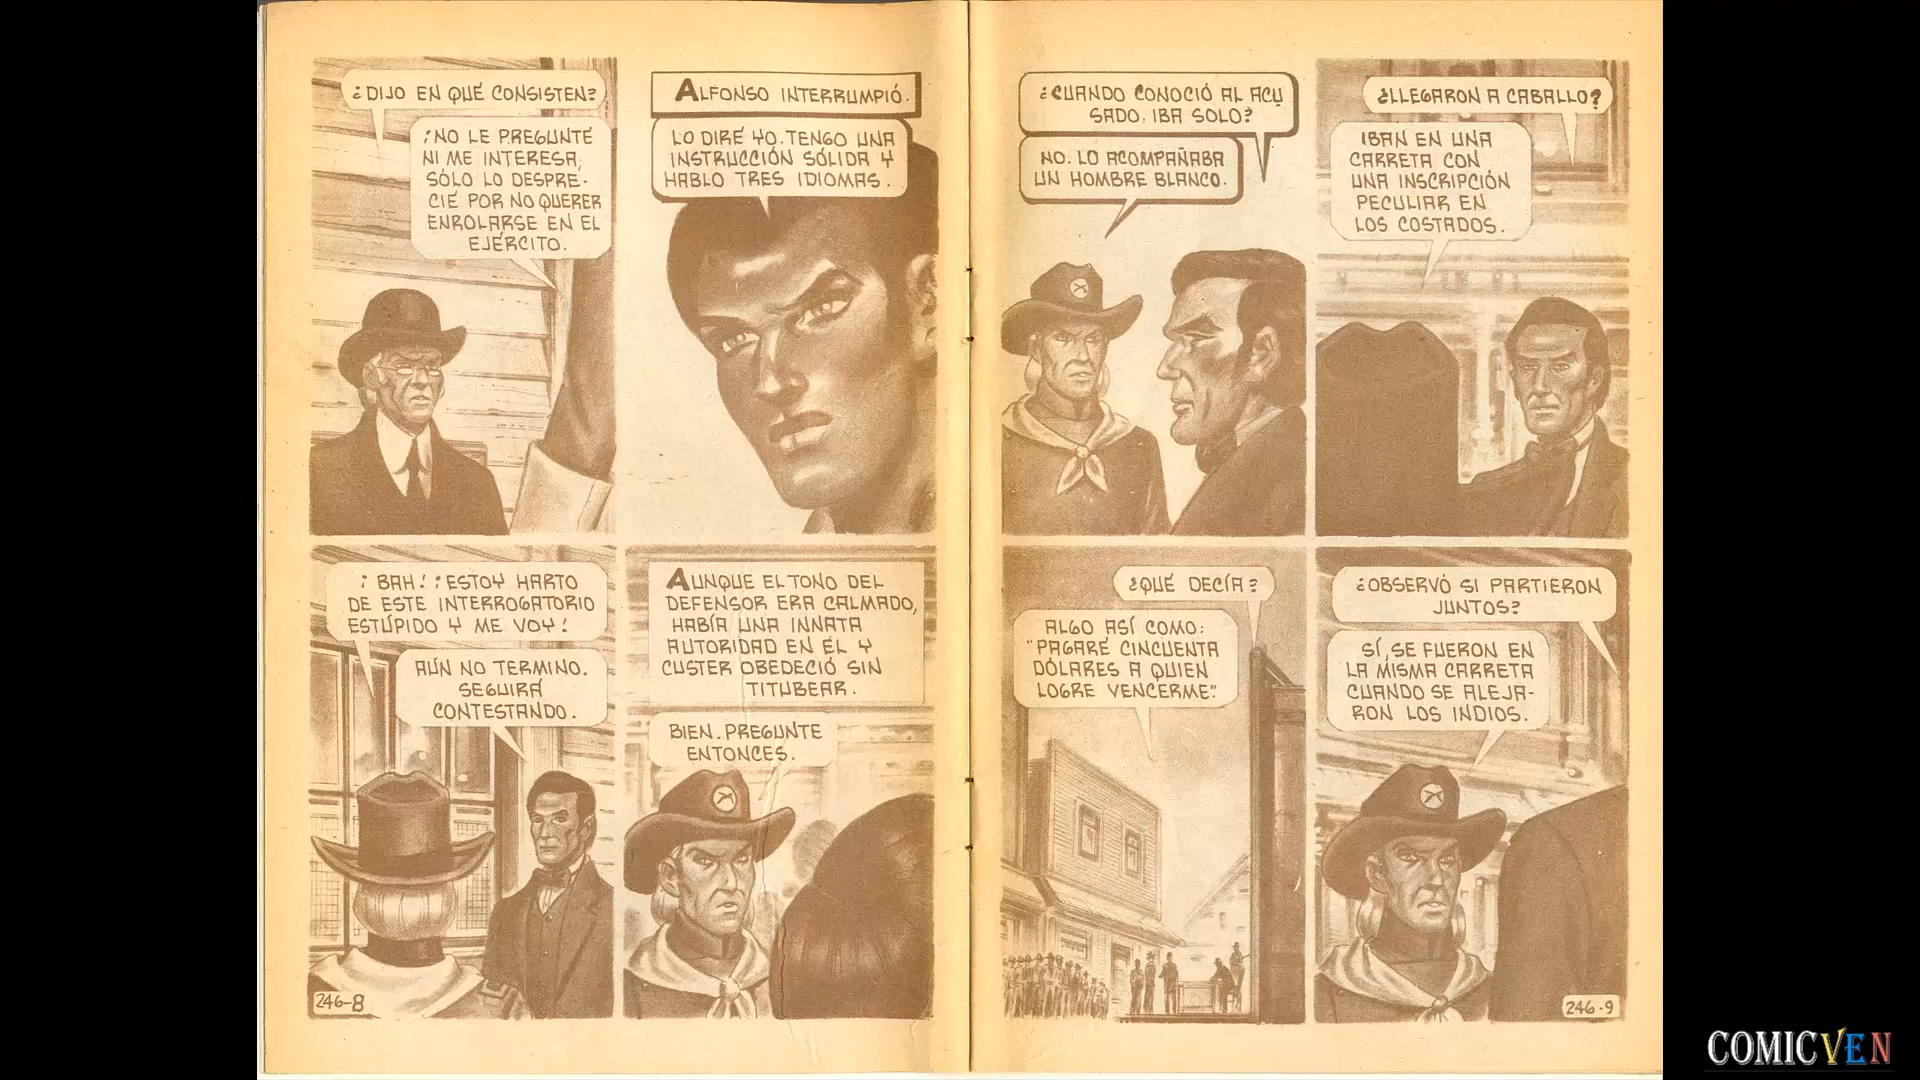 ¿DIJO EN QUÉ CONSISTEN?
¡NO LE PREGUNTÉ
NI ME INTERESA;
SÓLO LO DESPRE-
CIÉ POR NO QUERER
ENROLARSE EN EL
EJÉRCITO.
ALFONSO INTERRUMPIÓ.
LO DIRÉ YO. TENGO UNA
INSTRUCCIÓN SÓLIDA Y
HABLO TRES IDIOMAS.
¡BAH! ¡ESTOY HARTO
DE ESTE INTERROGATORIO
ESTÚPIDO Y ME VOY!
AÚN NO TERMINO.
SEGUIRÁ
CONTESTANDO.
AUNQUE EL TONO DEL
DEFENSOR ERA CALMADO,
HABÍA UNA INNATA
AUTORIDAD EN ÉL Y
CUSTER OBEDECIÓ SIN
TITUBEAR.
BIEN. PREGUNTE
ENTONCES.
246-8
¿CUANDO CONOCIÓ AL ACU
SADO, IBA SOLO?
NO. LO ACOMPAÑABA
UN HOMBRE BLANCO.
¿LLEGARON A CABALLO?
IBAN EN UNA
CARRETA CON
UNA INSCRIPCIÓN
PECULIAR EN
LOS COSTADOS.
¿QUÉ DECÍA?
ALGO ASÍ COMO:
"PAGARÉ CINCUENTA
DÓLARES A QUIEN
LOGRE VENCERME".
¿OBSERVÓ SI PARTIERON
JUNTOS?
SÍ, SE FUERON EN
LA MISMA CARRETA
CUANDO SE ALEJA-
RON LOS INDIOS.
246-9
COMICVEN